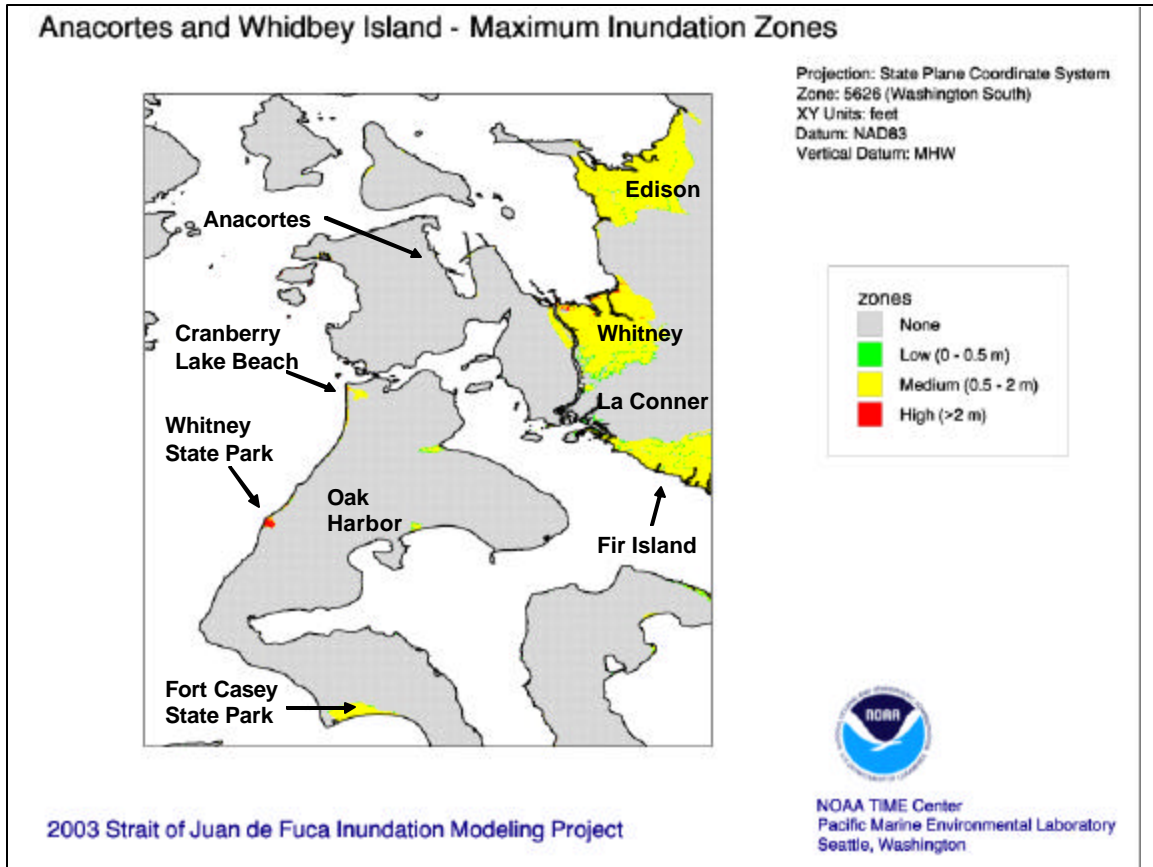 Anacortes and Whidbey Island - Maximum Inundation Zones
Projection: State Plane Coordinate System
Zone: 5626 (Washington South)
XY Units: feet
Datum: NAD83
Vertical Datum: MHW
Edison
Anacortes
zones
None
Low (0 - 0.5 m)
Medium (0.5 - 2 m)
High (>2 m)
Cranberry
Lake Beach
Whitney
La Conner
Whitney
State Park
Oak
Harbor
Fir Island
Fort Casey
State Park
NOAA
2003 Strait of Juan de Fuca Inundation Modeling Project
NOAA TIME Center
Pacific Marine Environmental Laboratory
Seattle, Washington